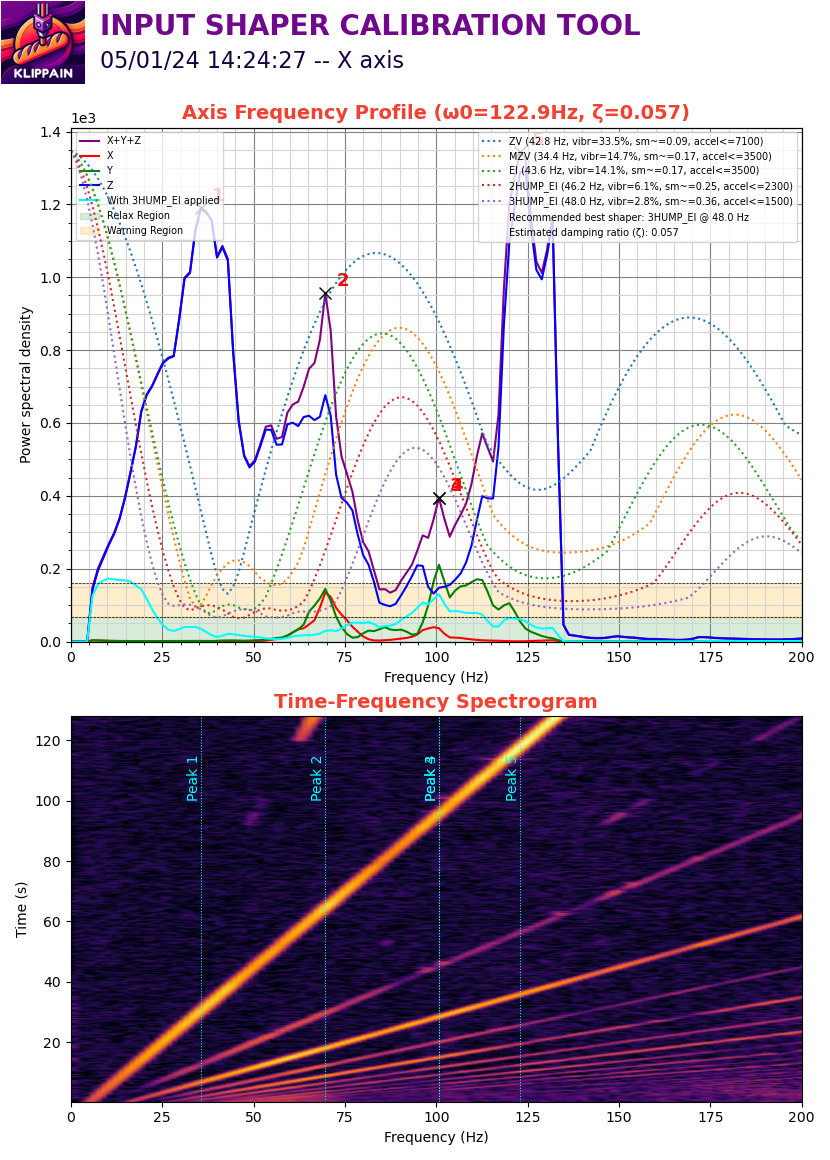 KLIPPAIN
INPUT SHAPER CALIBRATION TOOL
05/01/24 14:24:27 -- X axis
Axis Frequency Profile (ω0=122.9Hz, ζ=0.057)
1e3
X+Y+Z
X
Y
Z
With 3HUMP_EI applied
Relax Region
Warning Region
ZV (42.8 Hz, vibr=33.5%, sm~=0.09, accel<=7100)
MZV (34.4 Hz, vibr=14.7%, sm~=0.17, accel<=3500)
EI (43.6 Hz, vibr=14.1%, sm~=0.17, accel<=3500)
2HUMP_EI (46.2 Hz, vibr=6.1%, sm~=0.25, accel<=2300)
3HUMP_EI (48.0 Hz, vibr=2.8%, sm~=0.36, accel<=1500)
Recommended best shaper: 3HUMP_EI @ 48.0 Hz
Estimated damping ratio (ζ): 0.057
1
2
Power spectral density
1.4
1.2
1.0
0.8
0.6
0.4
0.2
0.0
0 25 50 75 100 125 150 175 200
Frequency (Hz)
Time-Frequency Spectrogram
Time (s)
120
100
80
60
40
20
Peak 1
Peak 2
Peak
Peak
0 25 50 75 100 125 150 175 200
Frequency (Hz)